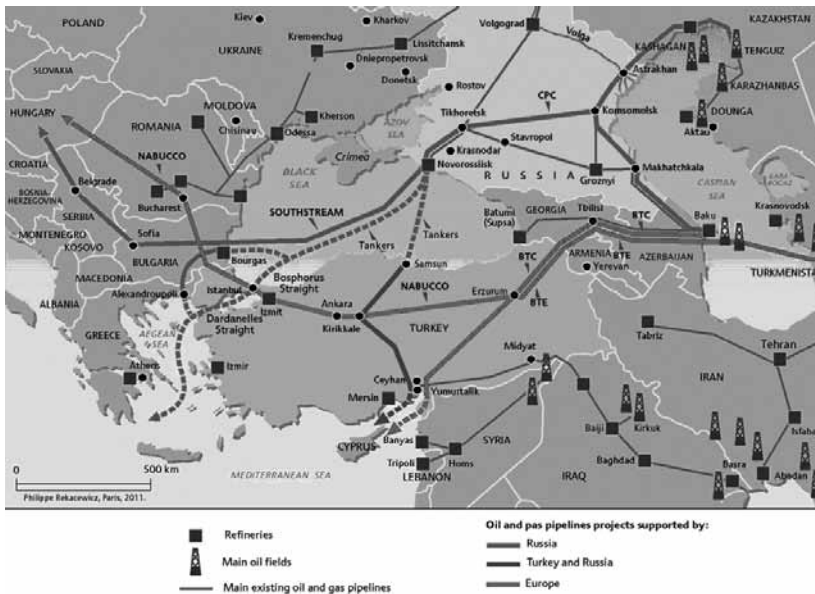 POLAND
Kiev
Kharkov
UKRAINE
Kremenchug
Lissitchansk
Dniepropetrovsk
Donetsk
Volgograd
Volga
KAZAKHSTAN
KASHAGAN
TENGUIZ
Astrakhan
KARAZHANBAS
DOUNGA
Aktau
SLOVAKIA
HUNGARY
MOLDOVA
Chisinau
ROMANIA
Odessa
Kherson
AZOV
SEA
Rostov
CPC
Tikhoretsk
Komsomolsk
Crimea
Krasnodar
Stavropol
Novorossiisk
RUSSIA
Groznyi
Makhatchkala
CASPIAN
SEA
Krasnovodsk
CROATIA
BOSNIA
HERZEGOVINA
Belgrade
NABUCCO
Bucharest
BLACK
SEA
SERBIA
MONTENEGRO
KOSOVO
Sofia
BULGARIA
SOUTHSTREAM
Bourgas
Tankers
Tankers
Samsun
Batumi
(Supsa)
GEORGIA
Tbilisi
BTC
Baku
BTE
AZERBAIJAN
ARMENIA
Yerevan
TURKMENIST
MACEDONIA
ALBANIA
Alexandroupoli
Istanbul
Bosphorus
Straight
Izmit
Dardanelles
Straight
Ankara
Kirikkale
NABUCCO
BTC
BTE
Erzurum
TURKEY
GREECE
AEGEAN
SEA
Athens
Izmir
Midyat
Ceyhan
Yumurtalik
Mersin
Tabriz
Tehran
IRAN
Isfaha
CYPRUS
Banyas
Tripoli
Homs
SYRIA
LEBANON
Baiji
Kirkuk
Baghdad
IRAQ
Basra
Abadan
MEDITERRANEAN SEA
0
500 km
Philippe Rekacewicz, Paris, 2011.
Refineries
Main oil fields
Main existing oil and gas pipelines
Oil and pas pipelines projects supported by:
Russia
Turkey and Russia
Europe